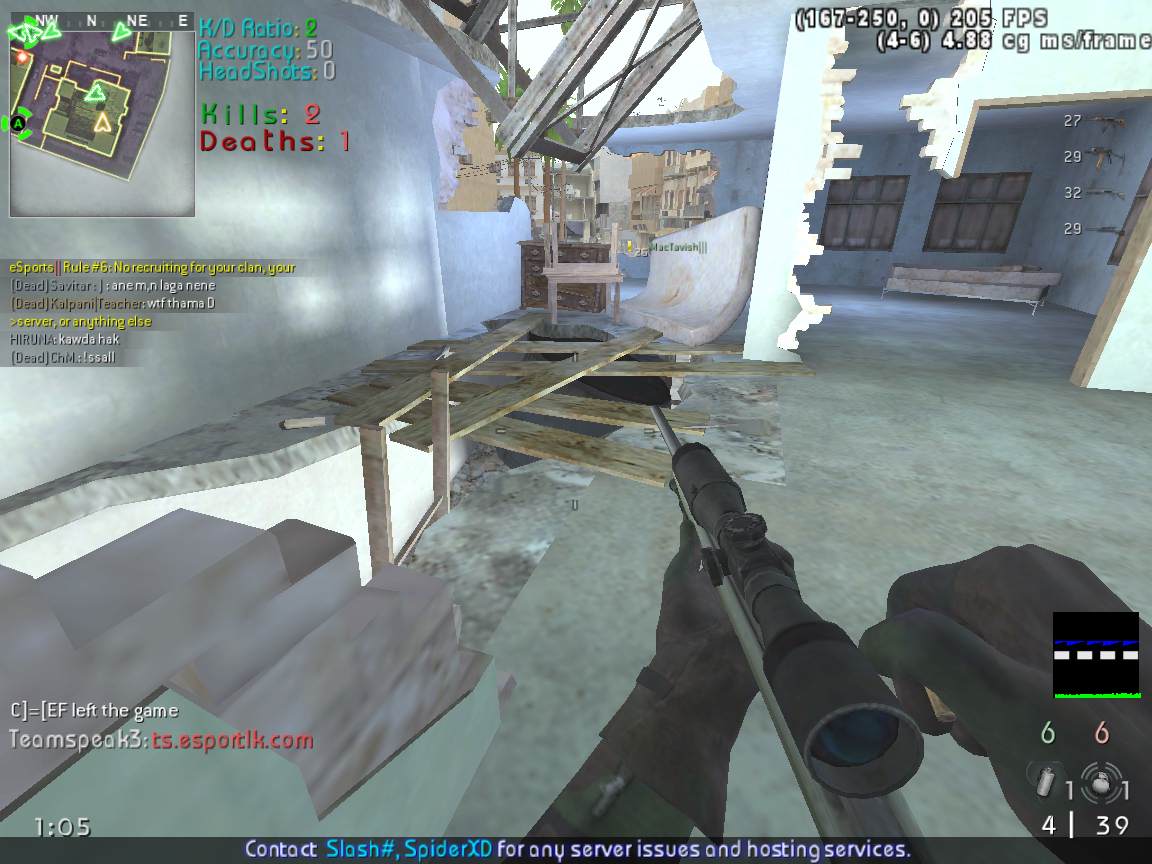 NW N NE E
K/D Ratio: 2
Accuracy: 50
HeadShots: 0
Kills: 2
Deaths: 1
(167-250, 0) 205 FPS
(4-6) 4.88 cg ms/frame
27
29
32
29
A
MacTavish|||
eSports|| Rule #6: No recruiting for your clan, your
(Dead)Savitar:): ane m,n laga nene
(Dead)Kalpani|Teacher: wtf thama D
>server, or anything else
HIRUNA: kawda hak
(Dead)ChM.: !ssall
C]=[EF left the game
Teamspeak3: ts.esportlk.com
6 6
1 1
4| 39
1:05
Contact Slash#, SpiderXD for any server issues and hosting services.